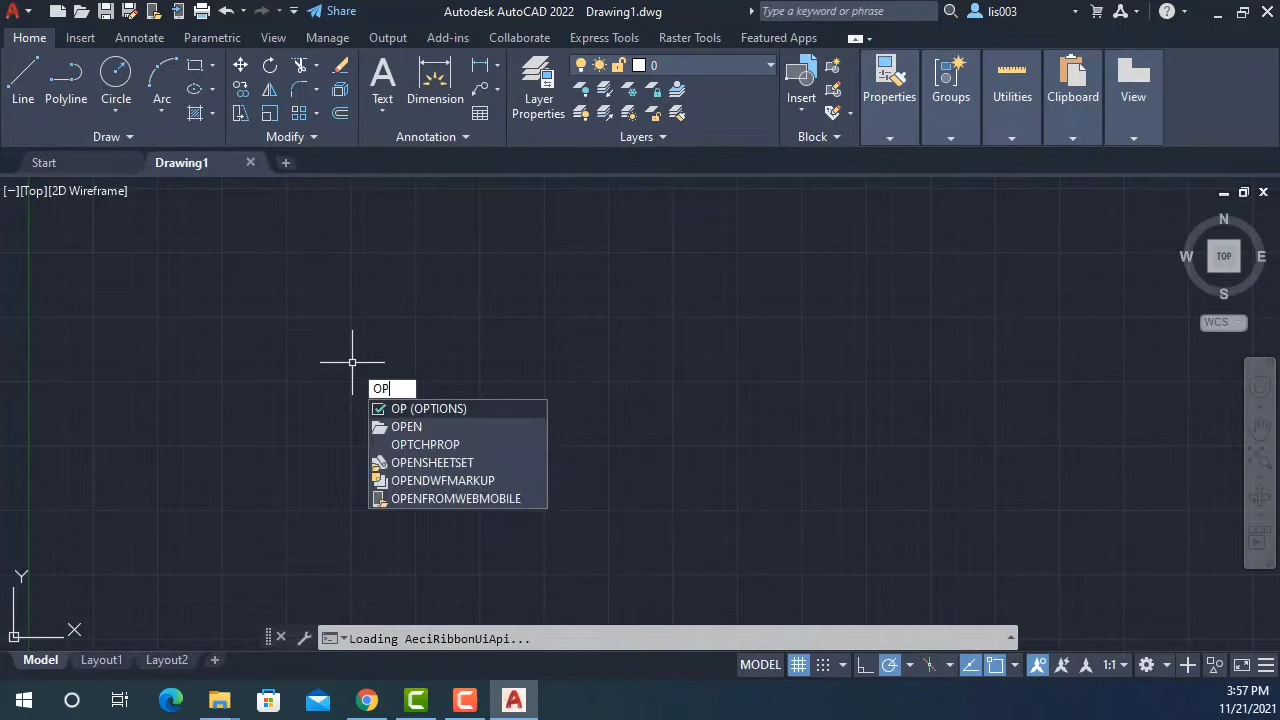 Share
Autodesk AutoCAD 2022 Drawing1.dwg
Type a keyword or phrase
lis003
Home Insert Annotate Parametric View Manage Output Add-ins Collaborate Express Tools Raster Tools Featured Apps
0
Line Polyline Circle Arc
Text Dimension
Layer
Properties
Insert
Properties Groups Utilities Clipboard View
Draw Modify Annotation Layers Block
Start Drawing1
[−][Top][2D Wireframe]
N
W TOP E
S
WCS
OP
OP (OPTIONS)
OPEN
OPTCHPROP
OPENSHEETSET
OPENDWFMARKUP
OPENFROMWEBMOBILE
Y
X
Loading AeciRibbonUiApi...
Model Layout1 Layout2
MODEL 1:1
3:57 PM
11/21/2021